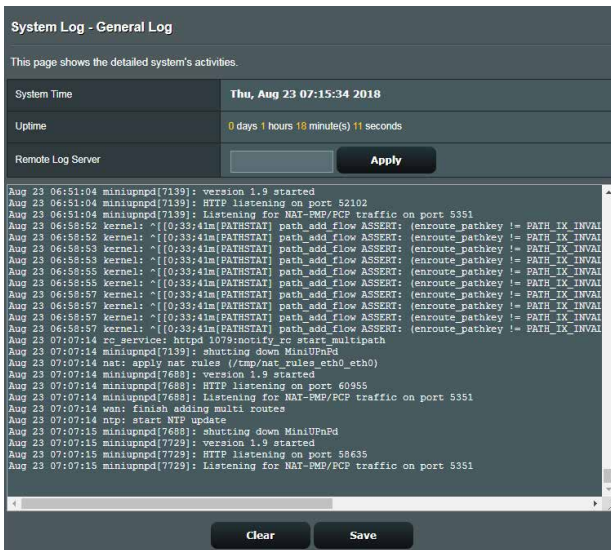 System Log - General Log
This page shows the detailed system's activities.
System Time Thu, Aug 23 07:15:34 2018
Uptime 0 days 1 hours 18 minute(s) 11 seconds
Remote Log Server Apply
Aug 23 06:51:04 miniupnpd[7139]: version 1.9 started
Aug 23 06:51:04 miniupnpd[7139]: HTTP listening on port 52102
Aug 23 06:51:04 miniupnpd[7139]: Listening for NAT-PMP/PCP traffic on port 5351
Aug 23 06:58:52 kernel: ^[[0;33;41m[PATHSTAT] path_add_flow ASSERT: (enroute_pathkey != PATH_IX_INVAL
Aug 23 06:58:52 kernel: ^[[0;33;41m[PATHSTAT] path_add_flow ASSERT: (enroute_pathkey != PATH_IX_INVAL
Aug 23 06:58:53 kernel: ^[[0;33;41m[PATHSTAT] path_add_flow ASSERT: (enroute_pathkey != PATH_IX_INVAL
Aug 23 06:58:53 kernel: ^[[0;33;41m[PATHSTAT] path_add_flow ASSERT: (enroute_pathkey != PATH_IX_INVAL
Aug 23 06:58:55 kernel: ^[[0;33;41m[PATHSTAT] path_add_flow ASSERT: (enroute_pathkey != PATH_IX_INVAL
Aug 23 06:58:55 kernel: ^[[0;33;41m[PATHSTAT] path_add_flow ASSERT: (enroute_pathkey != PATH_IX_INVAL
Aug 23 06:58:57 kernel: ^[[0;33;41m[PATHSTAT] path_add_flow ASSERT: (enroute_pathkey != PATH_IX_INVAL
Aug 23 06:58:57 kernel: ^[[0;33;41m[PATHSTAT] path_add_flow ASSERT: (enroute_pathkey != PATH_IX_INVAL
Aug 23 06:58:57 kernel: ^[[0;33;41m[PATHSTAT] path_add_flow ASSERT: (enroute_pathkey != PATH_IX_INVAL
Aug 23 06:58:57 kernel: ^[[0;33;41m[PATHSTAT] path_add_flow ASSERT: (enroute_pathkey != PATH_IX_INVAL
Aug 23 07:07:14 rc_service: httpd 1079:notify_rc start_multipath
Aug 23 07:07:14 miniupnpd[7139]: shutting down MiniUPnPd
Aug 23 07:07:14 nat: apply nat rules (/tmp/nat_rules_eth0_eth0)
Aug 23 07:07:14 miniupnpd[7688]: version 1.9 started
Aug 23 07:07:14 miniupnpd[7688]: HTTP listening on port 60955
Aug 23 07:07:14 miniupnpd[7688]: Listening for NAT-PMP/PCP traffic on port 5351
Aug 23 07:07:14 wan: finish adding multi routes
Aug 23 07:07:14 ntp: start NTP update
Aug 23 07:07:15 miniupnpd[7688]: shutting down MiniUPnPd
Aug 23 07:07:15 miniupnpd[7729]: version 1.9 started
Aug 23 07:07:15 miniupnpd[7729]: HTTP listening on port 58635
Aug 23 07:07:15 miniupnpd[7729]: Listening for NAT-PMP/PCP traffic on port 5351
Clear Save